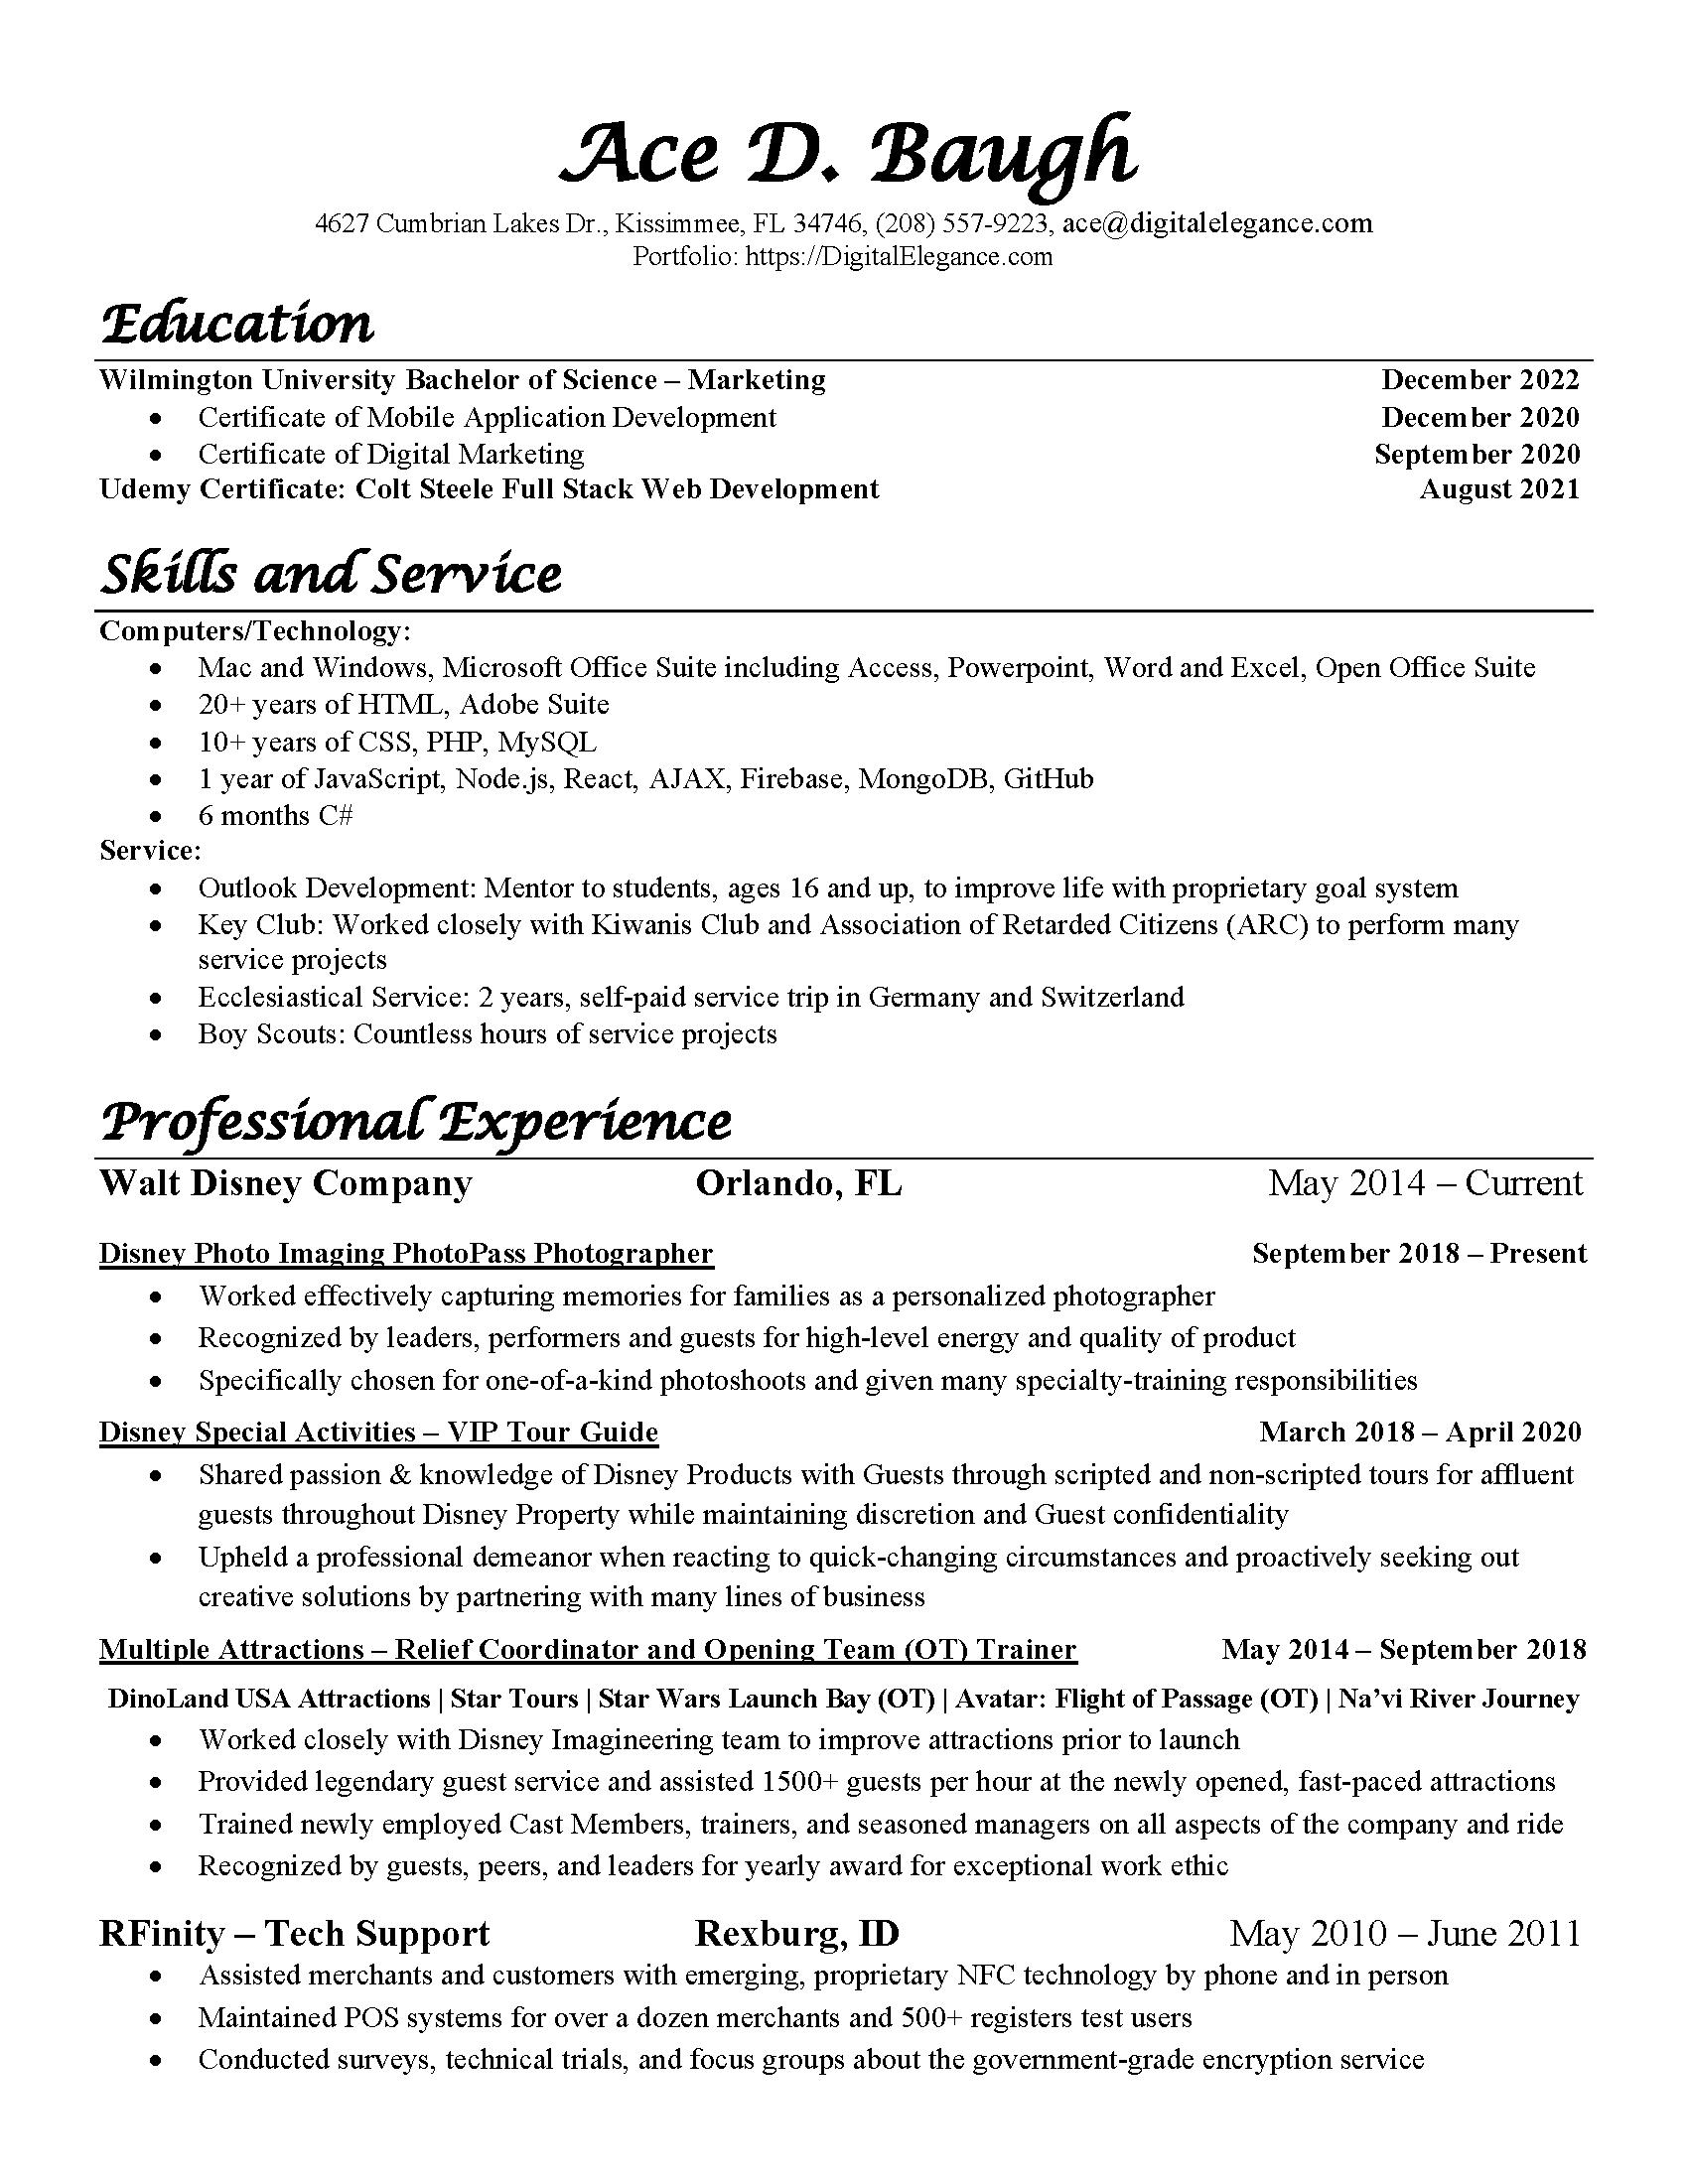 Ace D. Baugh
4627 Cumbrian Lakes Dr., Kissimmee, FL 34746, (208) 557-9223, ace@digitalelegance.com
Portfolio: https://DigitalElegance.com
Education
Wilmington University Bachelor of Science – Marketing December 2022
• Certificate of Mobile Application Development December 2020
• Certificate of Digital Marketing September 2020
Udemy Certificate: Colt Steele Full Stack Web Development August 2021
Skills and Service
Computers/Technology:
• Mac and Windows, Microsoft Office Suite including Access, Powerpoint, Word and Excel, Open Office Suite
• 20+ years of HTML, Adobe Suite
• 10+ years of CSS, PHP, MySQL
• 1 year of JavaScript, Node.js, React, AJAX, Firebase, MongoDB, GitHub
• 6 months C#
Service:
• Outlook Development: Mentor to students, ages 16 and up, to improve life with proprietary goal system
• Key Club: Worked closely with Kiwanis Club and Association of Retarded Citizens (ARC) to perform many
service projects
• Ecclesiastical Service: 2 years, self-paid service trip in Germany and Switzerland
• Boy Scouts: Countless hours of service projects
Professional Experience
Walt Disney Company Orlando, FL May 2014 – Current
Disney Photo Imaging PhotoPass Photographer September 2018 – Present
• Worked effectively capturing memories for families as a personalized photographer
• Recognized by leaders, performers and guests for high-level energy and quality of product
• Specifically chosen for one-of-a-kind photoshoots and given many specialty-training responsibilities
Disney Special Activities – VIP Tour Guide March 2018 – April 2020
• Shared passion & knowledge of Disney Products with Guests through scripted and non-scripted tours for affluent
guests throughout Disney Property while maintaining discretion and Guest confidentiality
• Upheld a professional demeanor when reacting to quick-changing circumstances and proactively seeking out
creative solutions by partnering with many lines of business
Multiple Attractions – Relief Coordinator and Opening Team (OT) Trainer May 2014 – September 2018
DinoLand USA Attractions | Star Tours | Star Wars Launch Bay (OT) | Avatar: Flight of Passage (OT) | Na’vi River Journey
• Worked closely with Disney Imagineering team to improve attractions prior to launch
• Provided legendary guest service and assisted 1500+ guests per hour at the newly opened, fast-paced attractions
• Trained newly employed Cast Members, trainers, and seasoned managers on all aspects of the company and ride
• Recognized by guests, peers, and leaders for yearly award for exceptional work ethic
RFinity – Tech Support Rexburg, ID May 2010 – June 2011
• Assisted merchants and customers with emerging, proprietary NFC technology by phone and in person
• Maintained POS systems for over a dozen merchants and 500+ registers test users
• Conducted surveys, technical trials, and focus groups about the government-grade encryption service